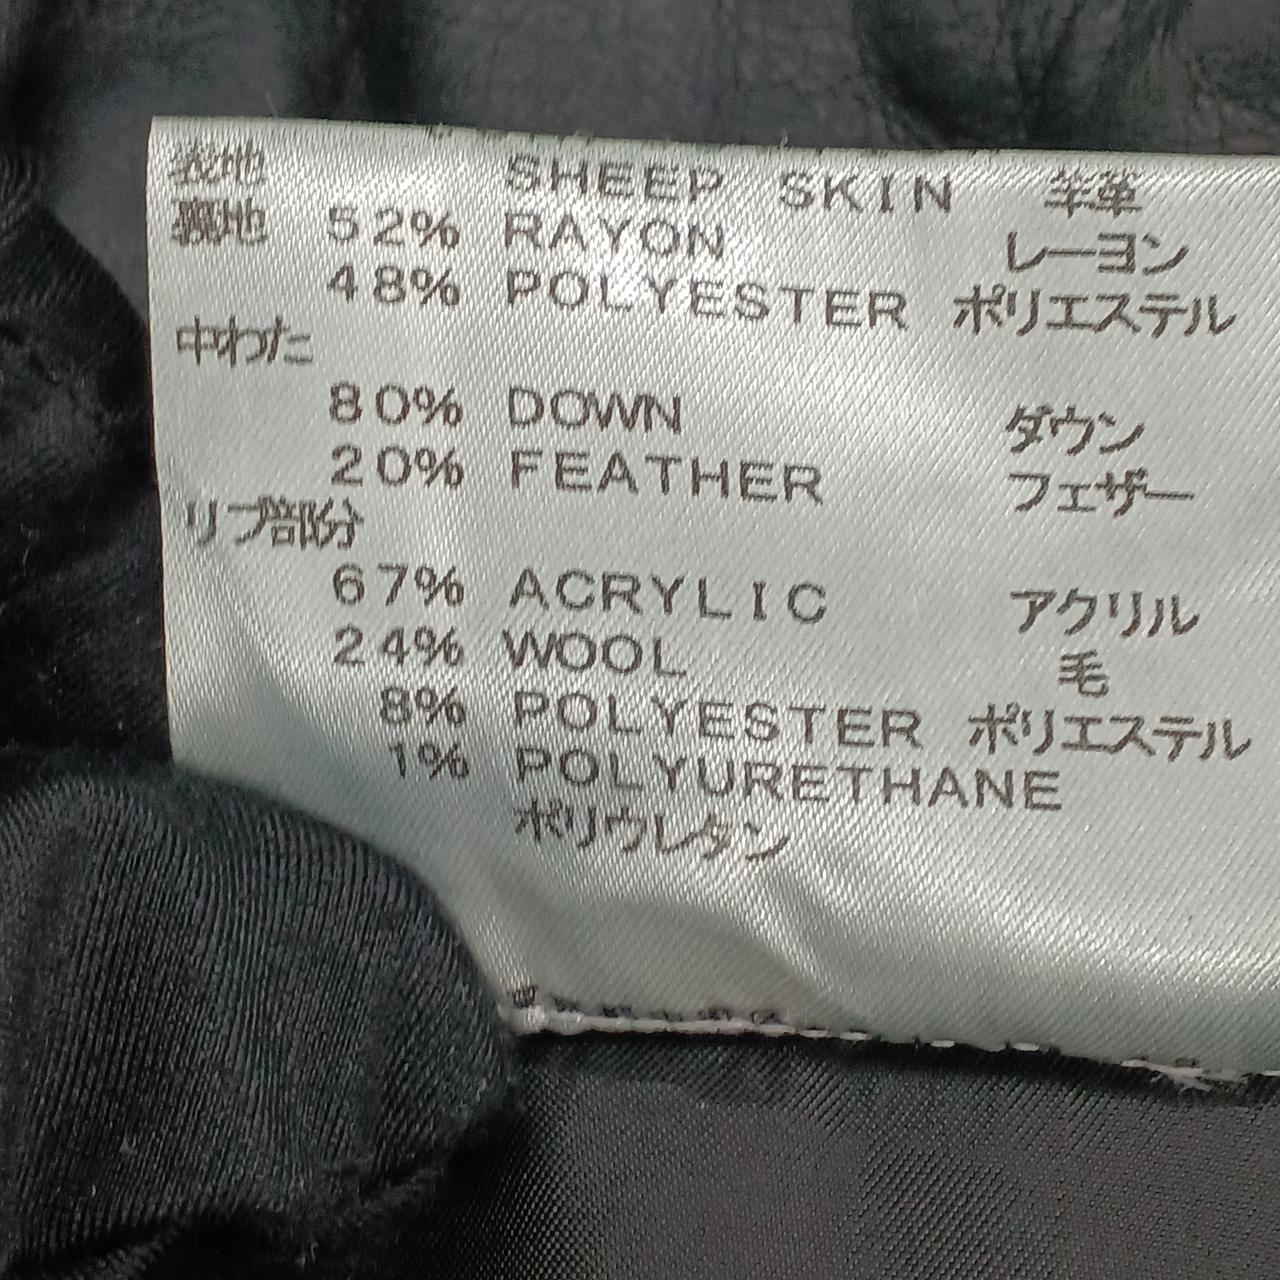 表地 SHEEP SKIN 羊革
裏地 52% RAYON レーヨン
48% POLYESTER ポリエステル
中わた
80% DOWN ダウン
20% FEATHER フェザー
リブ部分
67% ACRYLIC アクリル
24% WOOL 毛
8% POLYESTER ポリエステル
1% POLYURETHANE
ポリウレタン